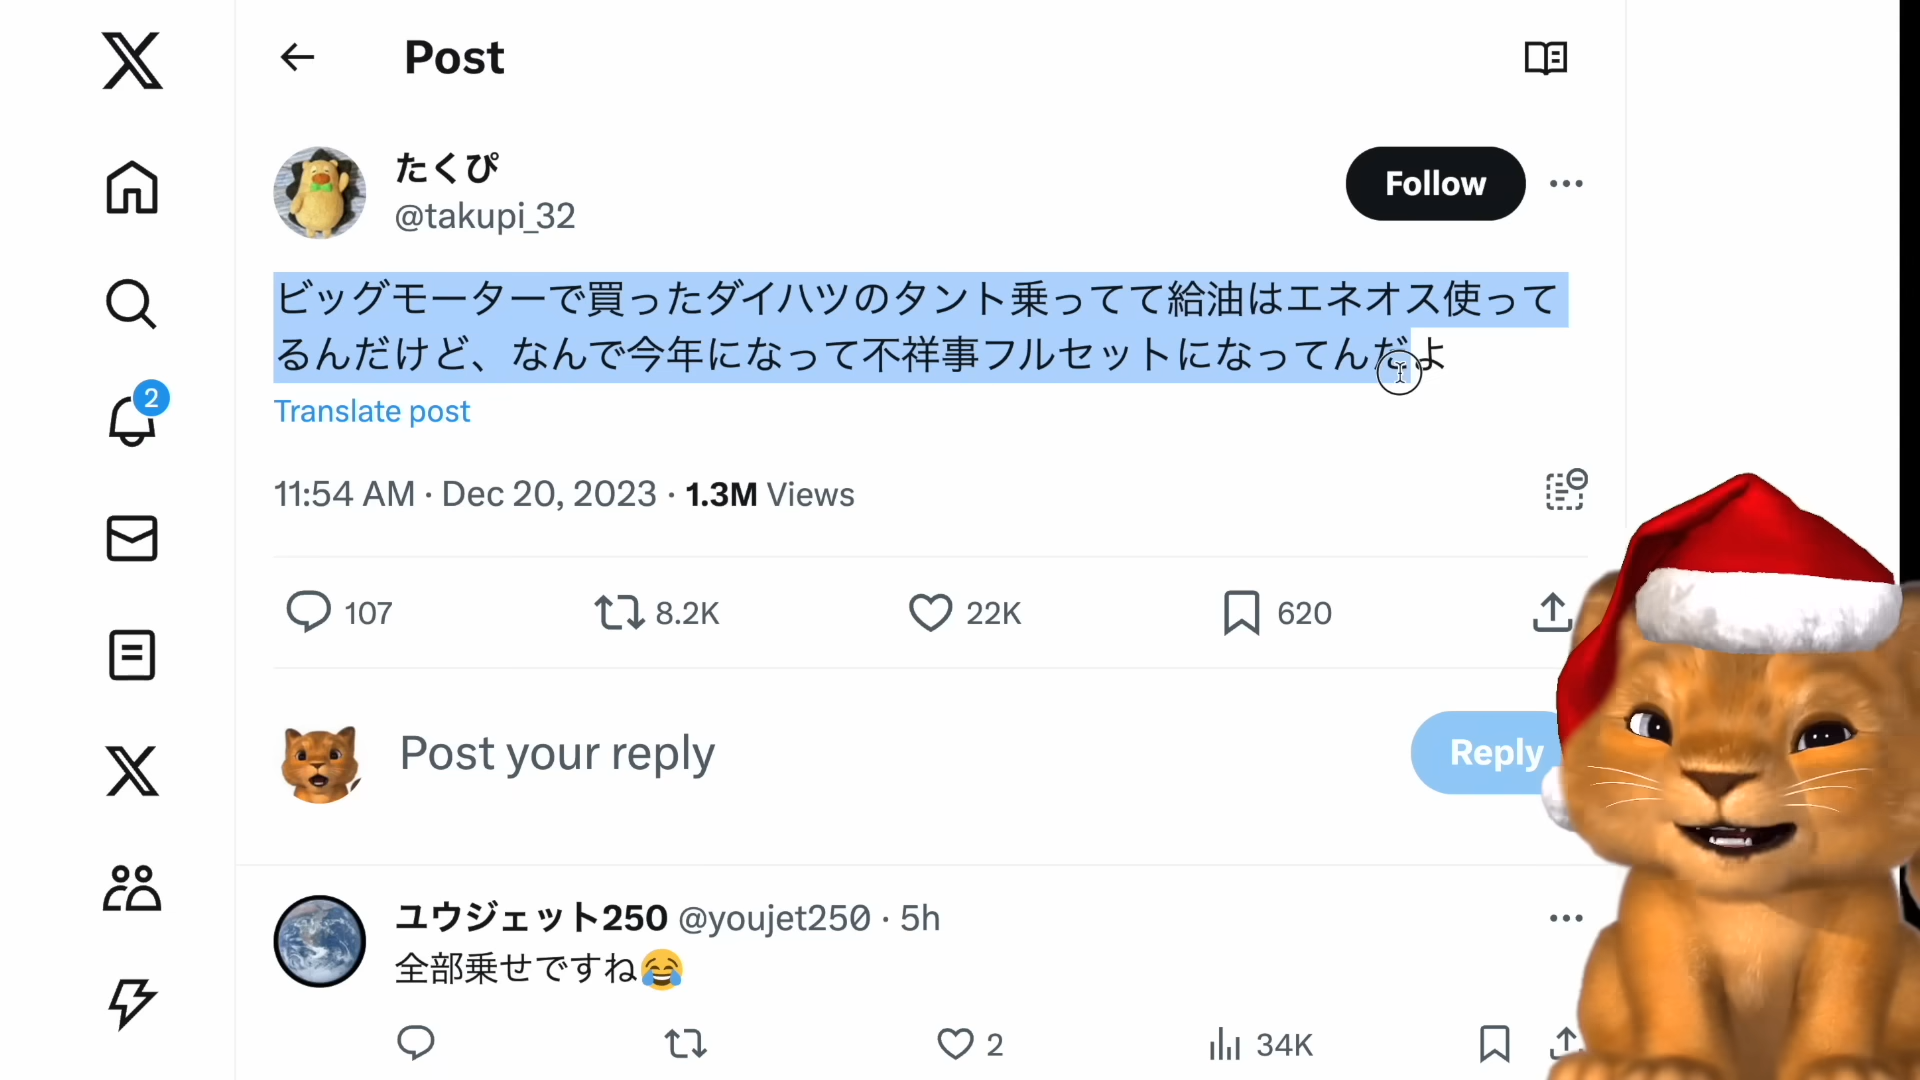 Post
たくぴ
@takupi_32
Follow
ビッグモーターで買ったダイハツのタント乗ってて給油はエネオス使って
るんだけど、なんで今年になって不祥事フルセットになってんだよ
Translate post
11:54 AM · Dec 20, 2023 · 1.3M Views
107 8.2K 22K 620
2
Post your reply
Reply
ユウジェット250 @youjet250 · 5h
全部乗せですね😂
2 34K